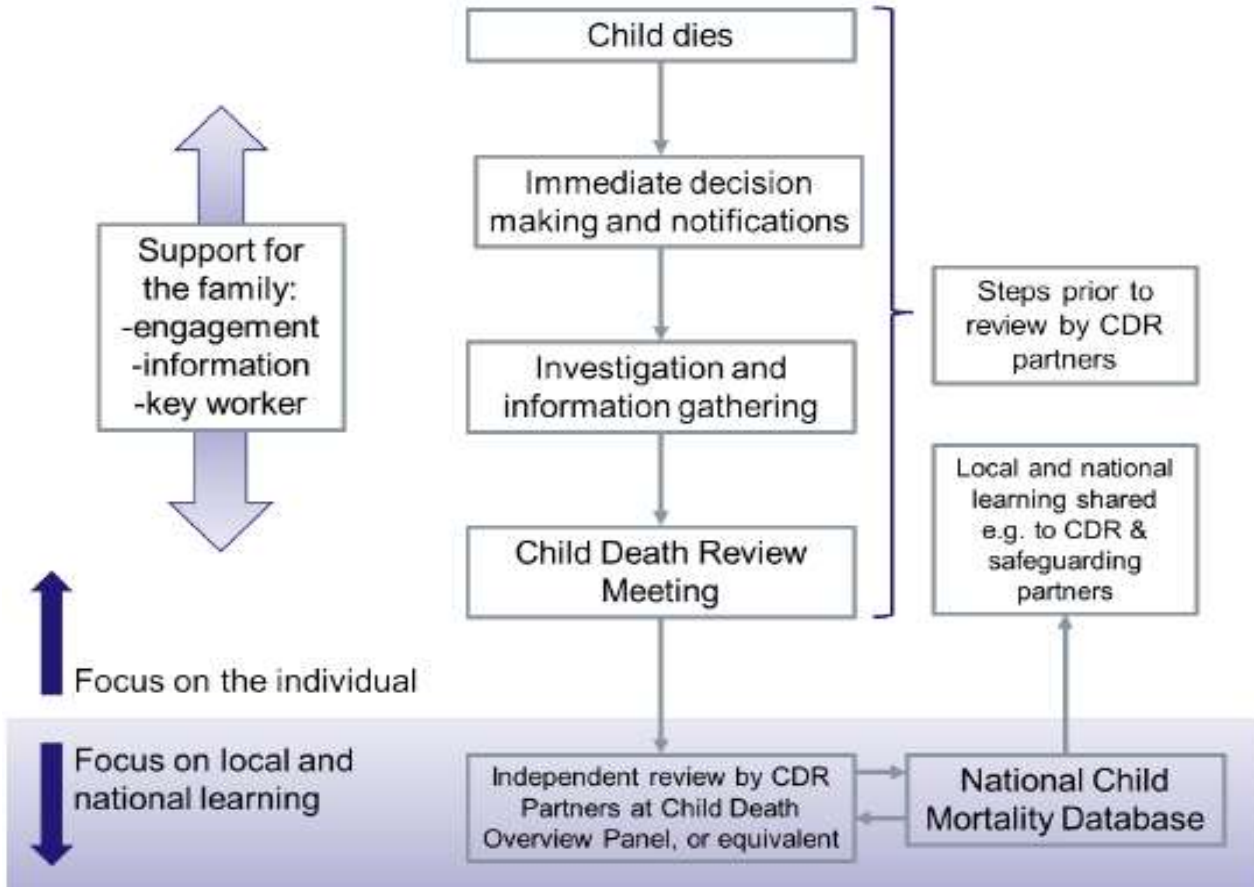 Child dies
Immediate decision
making and notifications
Support for
the family:
-engagement
-information
-key worker
Steps prior to
review by CDR
partners
Investigation and
information gathering
Local and national
learning shared
e.g. to CDR &
safeguarding
partners
Child Death Review
Meeting
Focus on the individual
Focus on local and
national learning
Independent review by CDR
Partners at Child Death
Overview Panel, or equivalent
National Child
Mortality Database